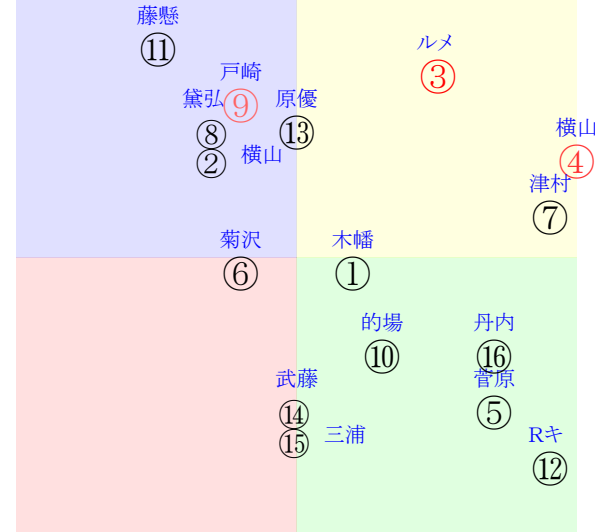 藤懸
⑪
ルメ
③
戸崎
⑨
黛弘
⑧
原優
⑬
②
横山
横山
④
津村
⑦
菊沢
⑥
木幡
①
的場
⑩
丹内
⑯
武藤
⑭
菅原
⑤
⑮
三浦
Rキ
⑫